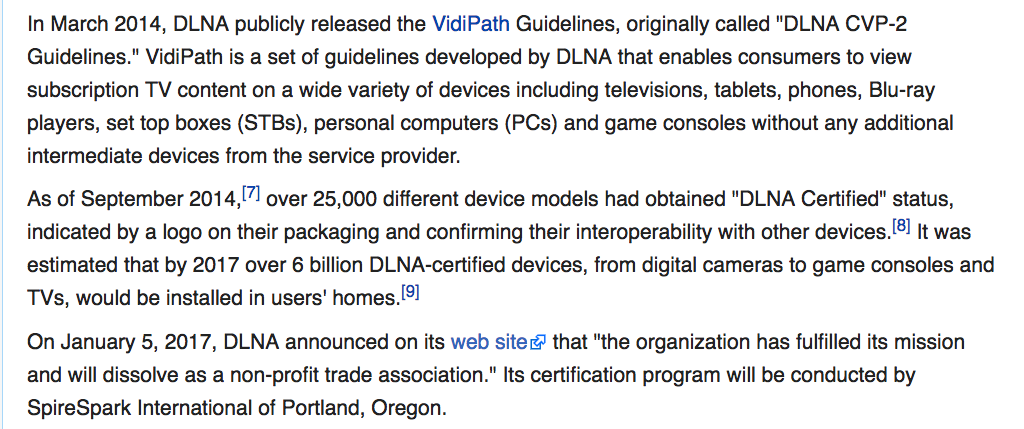 In March 2014, DLNA publicly released the VidiPath Guidelines, originally called "DLNA CVP-2
Guidelines." VidiPath is a set of guidelines developed by DLNA that enables consumers to view
subscription TV content on a wide variety of devices including televisions, tablets, phones, Blu-ray
players, set top boxes (STBs), personal computers (PCs) and game consoles without any additional
intermediate devices from the service provider.
As of September 2014,[7] over 25,000 different device models had obtained "DLNA Certified" status,
indicated by a logo on their packaging and confirming their interoperability with other devices.[8] It was
estimated that by 2017 over 6 billion DLNA-certified devices, from digital cameras to game consoles and
TVs, would be installed in users' homes.[9]
On January 5, 2017, DLNA announced on its web site that "the organization has fulfilled its mission
and will dissolve as a non-profit trade association." Its certification program will be conducted by
SpireSpark International of Portland, Oregon.